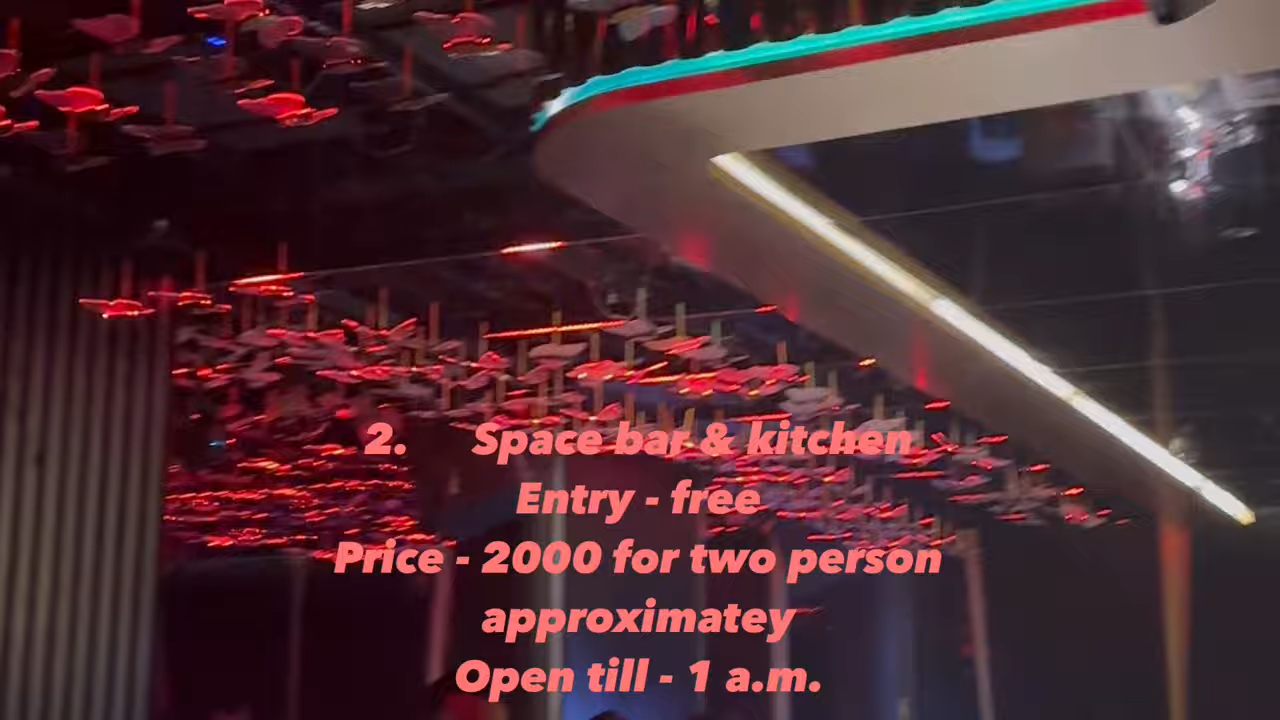 2. Space bar & kitchen
Entry - free
Price - 2000 for two person
approximatey
Open till - 1 a.m.